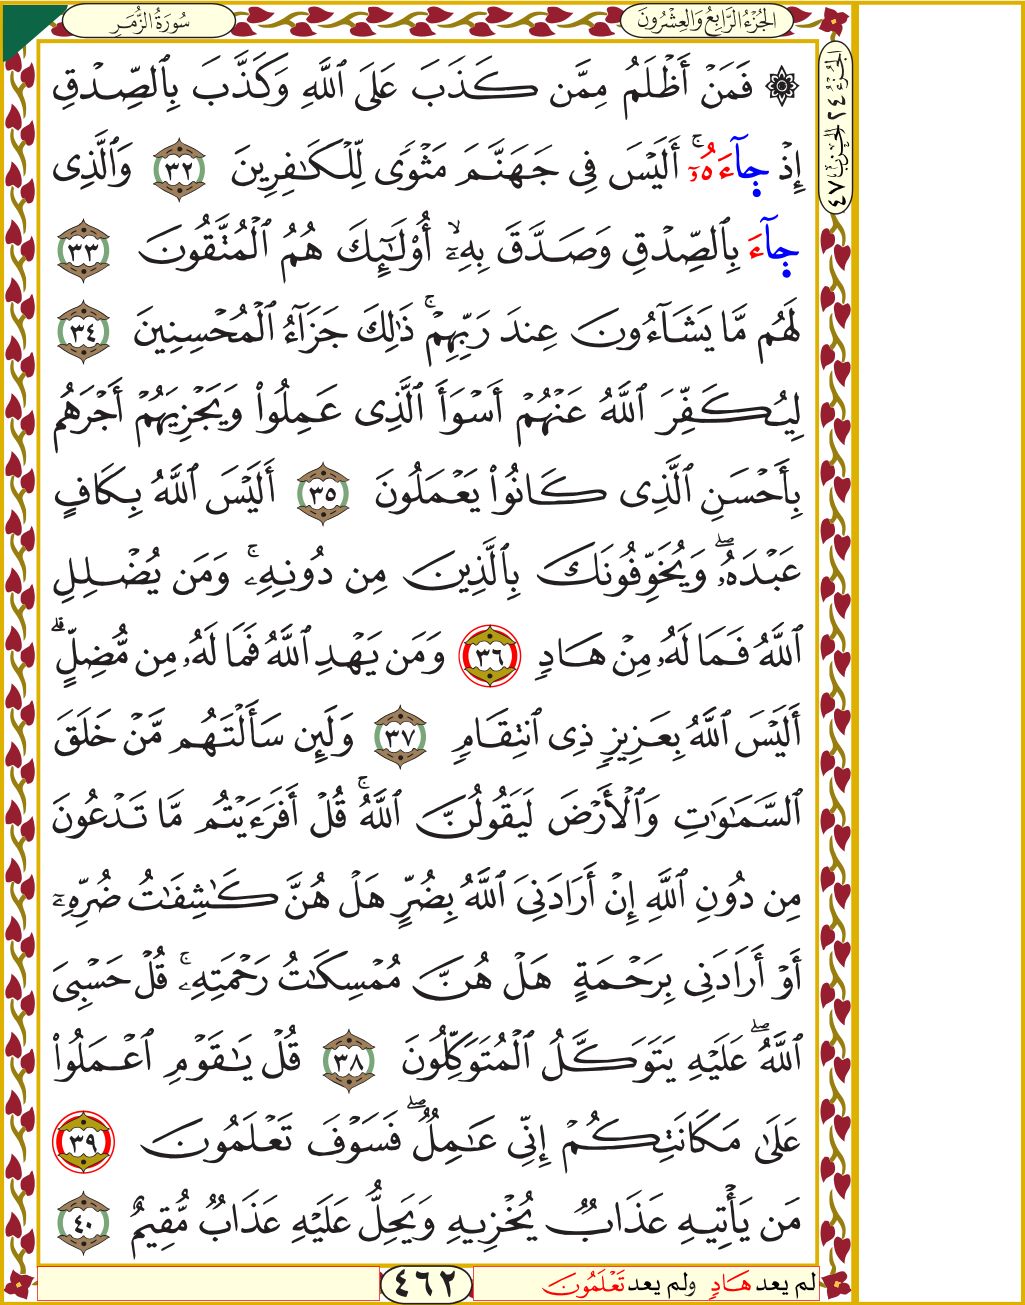 سُورَةُ الزُّمَرِ
الجُزْءُ الرَّابِعُ وَالعِشْرُونَ
الجُزْءُ ٢٤ الحِزْبُ ٤٧
۞ فَمَنْ أَظْلَمُ مِمَّن كَذَبَ عَلَى ٱللَّهِ وَكَذَّبَ بِٱلصِّدْقِ
إِذْ جِآءَهُۥٓۚ أَلَيْسَ فِى جَهَنَّمَ مَثْوًى لِّلْكَـٰفِرِينَ ٣٢ وَٱلَّذِى
جِآءَ بِٱلصِّدْقِ وَصَدَّقَ بِهِۦٓۙ أُو۟لَـٰٓئِكَ هُمُ ٱلْمُتَّقُونَ ٣٣
لَهُم مَّا يَشَآءُونَ عِندَ رَبِّهِمْۚ ذَٰلِكَ جَزَآءُ ٱلْمُحْسِنِينَ ٣٤
لِيُكَفِّرَ ٱللَّهُ عَنْهُمْ أَسْوَأَ ٱلَّذِى عَمِلُوا۟ وَيَجْزِيَهُمْ أَجْرَهُم
بِأَحْسَنِ ٱلَّذِى كَانُوا۟ يَعْمَلُونَ ٣٥ أَلَيْسَ ٱللَّهُ بِكَافٍ
عَبْدَهُۥۖ وَيُخَوِّفُونَكَ بِٱلَّذِينَ مِن دُونِهِۦۚ وَمَن يُضْلِلِ
ٱللَّهُ فَمَا لَهُۥ مِنْ هَادٍ ٣٦ وَمَن يَهْدِ ٱللَّهُ فَمَا لَهُۥ مِن مُّضِلٍّۗ
أَلَيْسَ ٱللَّهُ بِعَزِيزٍ ذِى ٱنتِقَامٍ ٣٧ وَلَئِن سَأَلْتَهُم مَّنْ خَلَقَ
ٱلسَّمَـٰوَٰتِ وَٱلْأَرْضَ لَيَقُولُنَّ ٱللَّهُۚ قُلْ أَفَرَءَيْتُم مَّا تَدْعُونَ
مِن دُونِ ٱللَّهِ إِنْ أَرَادَنِىَ ٱللَّهُ بِضُرٍّ هَلْ هُنَّ كَـٰشِفَـٰتُ ضُرِّهِۦٓ
أَوْ أَرَادَنِى بِرَحْمَةٍ هَلْ هُنَّ مُمْسِكَـٰتُ رَحْمَتِهِۦۚ قُلْ حَسْبِىَ
ٱللَّهُۖ عَلَيْهِ يَتَوَكَّلُ ٱلْمُتَوَكِّلُونَ ٣٨ قُلْ يَـٰقَوْمِ ٱعْمَلُوا۟
عَلَىٰ مَكَانَتِكُمْ إِنِّى عَـٰمِلٌۖ فَسَوْفَ تَعْلَمُونَ ٣٩
مَن يَأْتِيهِ عَذَابٌ يُخْزِيهِ وَيَحِلُّ عَلَيْهِ عَذَابٌ مُّقِيمٌ ٤٠
لم يعد هَادٍ ولم يعد تَعْلَمُونَ
٤٦٢